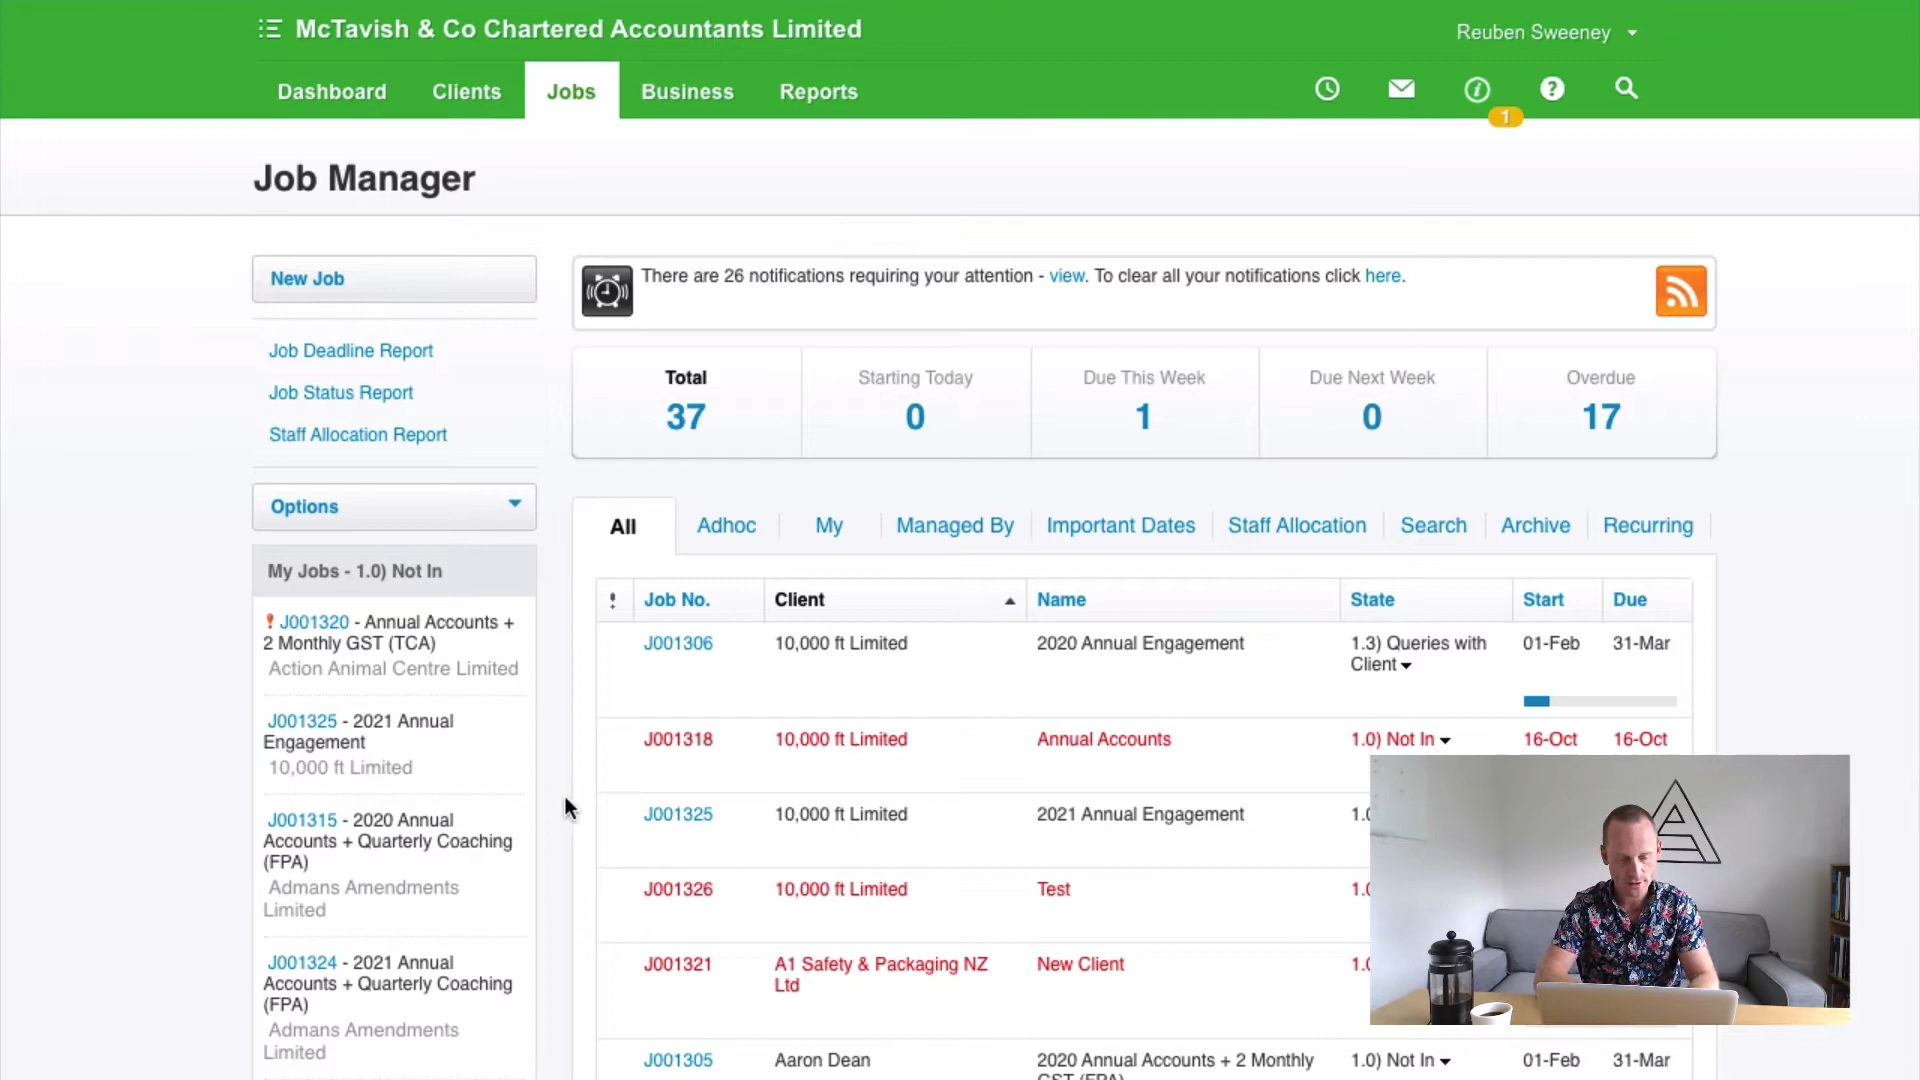 McTavish & Co Chartered Accountants Limited
Reuben Sweeney
Dashboard
Clients
Jobs
Business
Reports
1
Job Manager
New Job
Job Deadline Report
Job Status Report
Staff Allocation Report
Options
My Jobs - 1.0) Not In
J001320 - Annual Accounts +
2 Monthly GST (TCA)
Action Animal Centre Limited
J001325 - 2021 Annual
Engagement
10,000 ft Limited
J001315 - 2020 Annual
Accounts + Quarterly Coaching
(FPA)
Admans Amendments
Limited
J001324 - 2021 Annual
Accounts + Quarterly Coaching
(FPA)
Admans Amendments
Limited
There are 26 notifications requiring your attention - view. To clear all your notifications click here.
Total
37
Starting Today
0
Due This Week
1
Due Next Week
0
Overdue
17
All
Adhoc
My
Managed By
Important Dates
Staff Allocation
Search
Archive
Recurring
Job No.
Client
Name
State
Start
Due
J001306
10,000 ft Limited
2020 Annual Engagement
1.3) Queries with
Client
01-Feb
31-Mar
J001318
10,000 ft Limited
Annual Accounts
1.0) Not In
16-Oct
16-Oct
J001325
10,000 ft Limited
2021 Annual Engagement
J001326
10,000 ft Limited
Test
J001321
A1 Safety & Packaging NZ
Ltd
New Client
J001305
Aaron Dean
2020 Annual Accounts + 2 Monthly
GST (FPA)
1.0) Not In
01-Feb
31-Mar